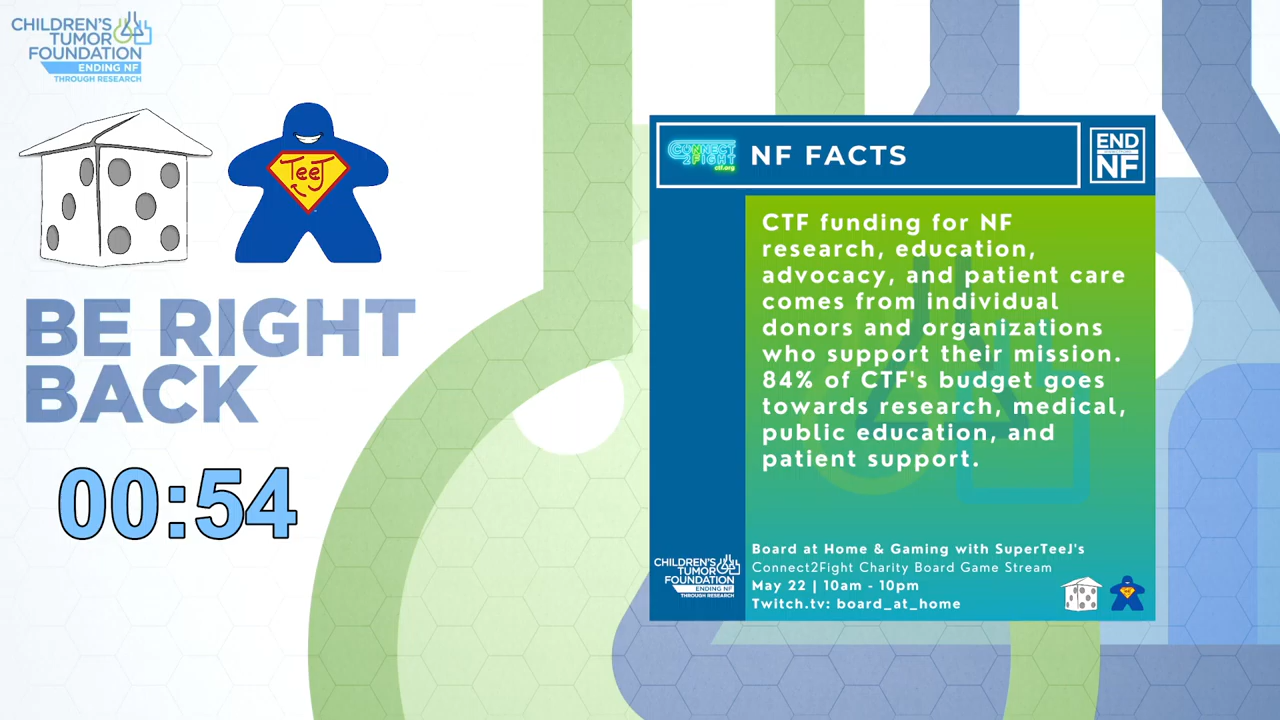 CHILDREN'S
TUMOR
FOUNDATION
ENDING NF
THROUGH RESEARCH
TeeJ
BE RIGHT
BACK
00:54
CONNECT
2FIGHT
c2f.org
NF FACTS
END
NF
CTF funding for NF
research, education,
advocacy, and patient care
comes from individual
donors and organizations
who support their mission.
84% of CTF's budget goes
towards research, medical,
public education, and
patient support.
CHILDREN'S
TUMOR
FOUNDATION
ENDING NF
THROUGH RESEARCH
Board at Home & Gaming with SuperTeeJ's
Connect2Fight Charity Board Game Stream
May 22 | 10am - 10pm
Twitch.tv: board_at_home